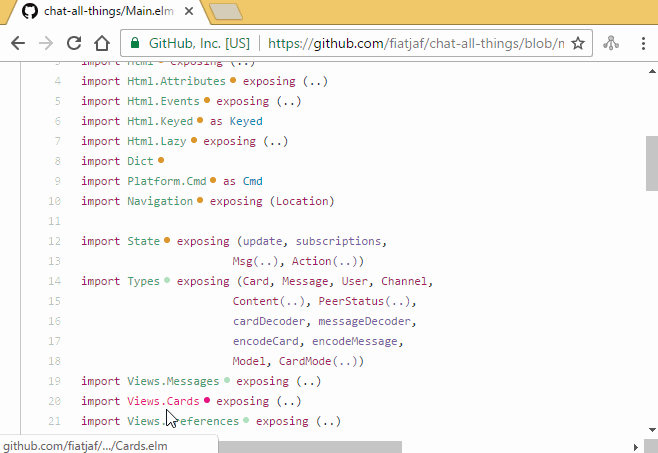 chat-all-things/Main.elm
GitHub, Inc. [US] https://github.com/fiatjaf/chat-all-things/blob/
3 import Html exposing (..)
4 import Html.Attributes exposing (..)
5 import Html.Events exposing (..)
6 import Html.Keyed as Keyed
7 import Html.Lazy exposing (..)
8 import Dict
9 import Platform.Cmd as Cmd
10 import Navigation exposing (Location)
11
12 import State exposing (update, subscriptions,
13 Msg(..), Action(..))
14 import Types exposing (Card, Message, User, Channel,
15 Content(..), PeerStatus(..),
16 cardDecoder, messageDecoder,
17 encodeCard, encodeMessage,
18 Model, CardMode(..))
19 import Views.Messages exposing (..)
20 import Views.Cards exposing (..)
21 import Views. references exposing (..)
github.com/fiatjaf/.../Cards.elm